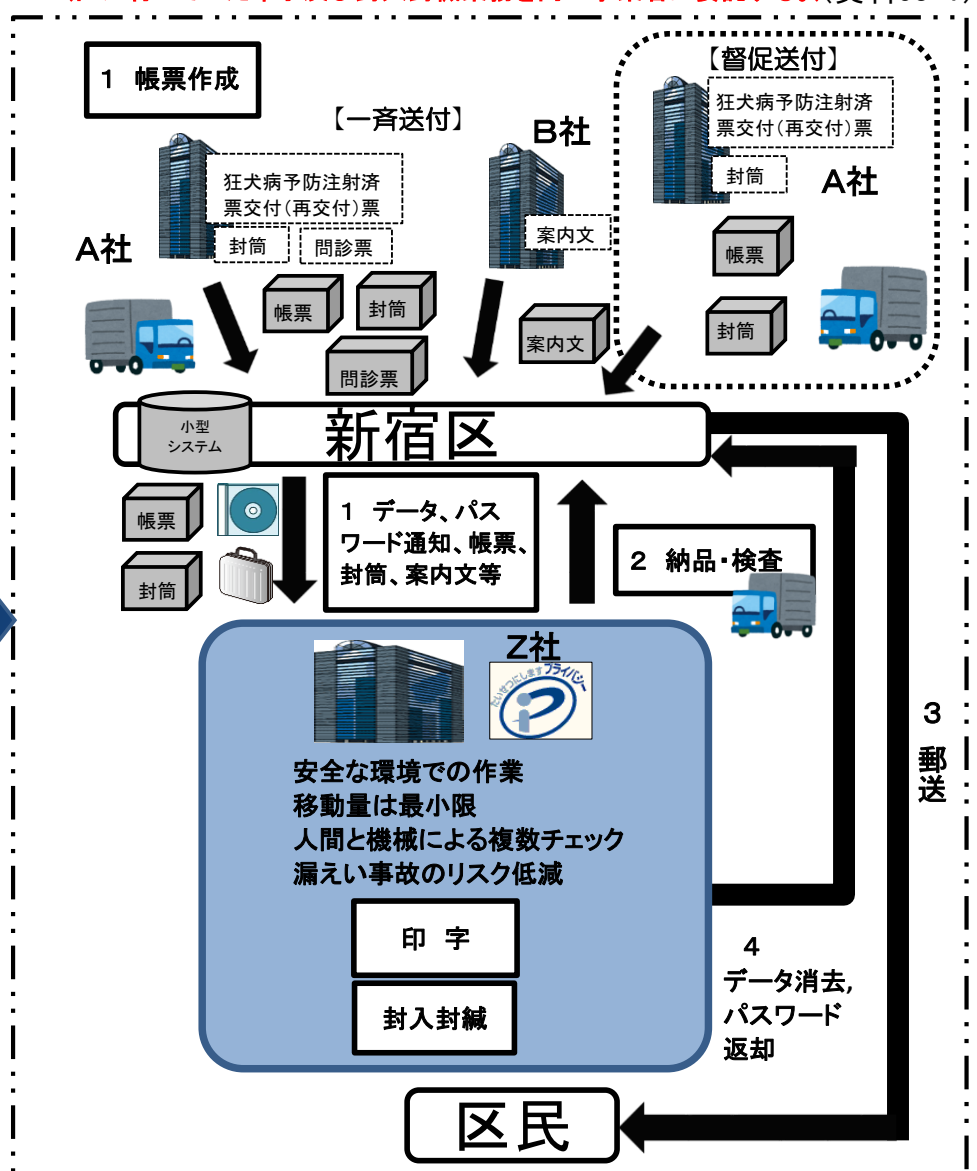 1 帳票作成
【一斉送付】
A社
狂犬病予防注射済
票交付(再交付)票
封筒
問診票
B社
案内文
【督促送付】
狂犬病予防注射済
票交付(再交付)票
封筒
A社
帳票
封筒
帳票
封筒
問診票
案内文
小型
システム
新宿区
帳票
封筒
1 データ、パス
ワード通知、帳票、
封筒、案内文等
2 納品・検査
Z社
たいせつにしますプライバシー
安全な環境での作業
移動量は最小限
人間と機械による複数チェック
漏えい事故のリスク低減
印 字
封入封緘
3
郵送
4
データ消去,
パスワード
返却
区民